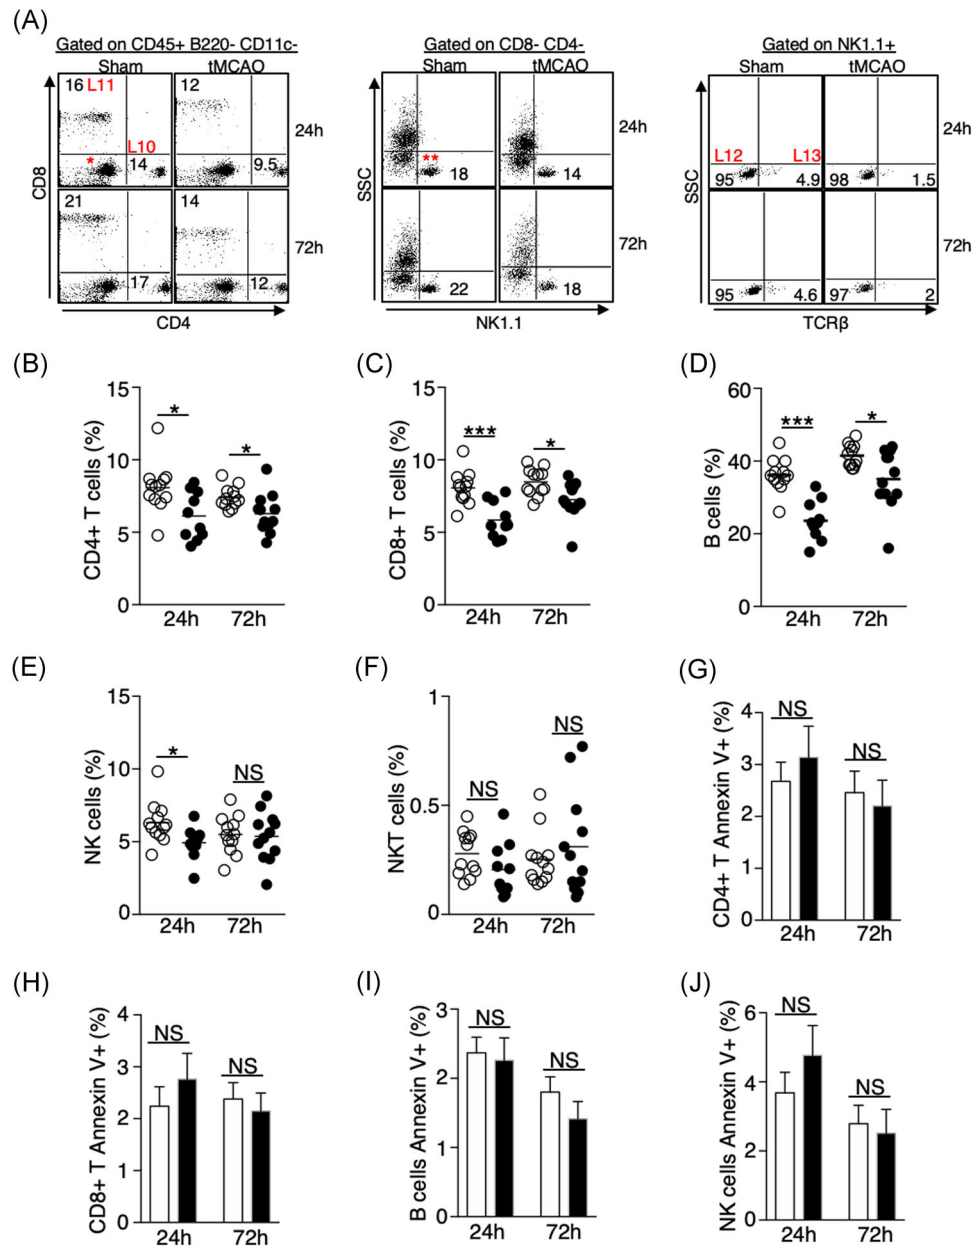 (A)
Gated on CD45+ B220- CD11c-
Gated on CD8- CD4-
Gated on NK1.1+
Sham tMCAO
Sham tMCAO
Sham tMCAO
16 L11
12
24h
L10
* 14
9.5
CD8
21
14
72h
17
12
CD4
24h
**
18
14
SSC
72h
22
18
NK1.1
24h
L12 L13
95 4.9
98 1.5
SSC
72h
95 4.6
97 2
TCRβ
(B)
15
10
5
0
CD4+ T cells (%)
*
*
24h 72h
(C)
15
10
5
0
CD8+ T cells (%)
***
*
24h 72h
(D)
60
40
20
0
B cells (%)
***
*
24h 72h
(E)
15
10
5
0
NK cells (%)
*
NS
24h 72h
(F)
1
0.5
0
NKT cells (%)
NS
NS
24h 72h
(G)
4
3
2
1
0
CD4+ T Annexin V+ (%)
NS
NS
24h 72h
(H)
4
3
2
1
0
CD8+ T Annexin V+ (%)
NS
NS
24h 72h
(I)
3
2
1
0
B cells Annexin V+ (%)
NS
NS
24h 72h
(J)
6
4
2
0
NK cells Annexin V+ (%)
NS
NS
24h 72h